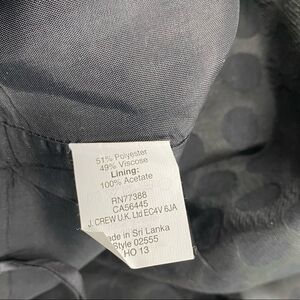 51% Polyester
49% Viscose
Lining:
100% Acetate
RN77388
CA56445
J. CREW U.K. Ltd EC4V 6JA
ade in Sri Lanka
Style 02555
HO 13